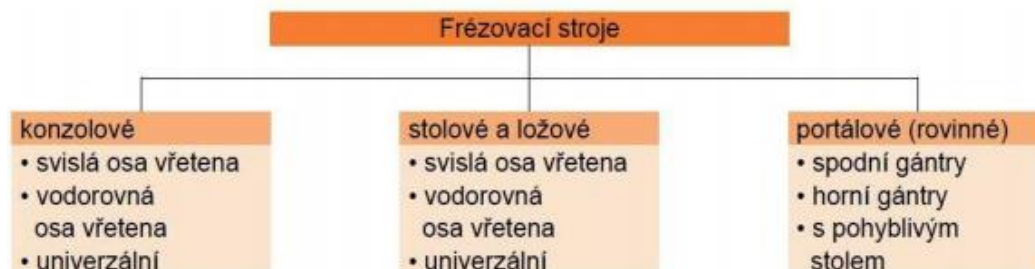 Frézovací stroje
konzolové
• svislá osa vřetena
• vodorovná
osa vřetena
• univerzální
stolové a ložové
• svislá osa vřetena
• vodorovná
osa vřetena
• univerzální
portálové (rovinné)
• spodní gántry
• horní gántry
• s pohyblivým
stolem